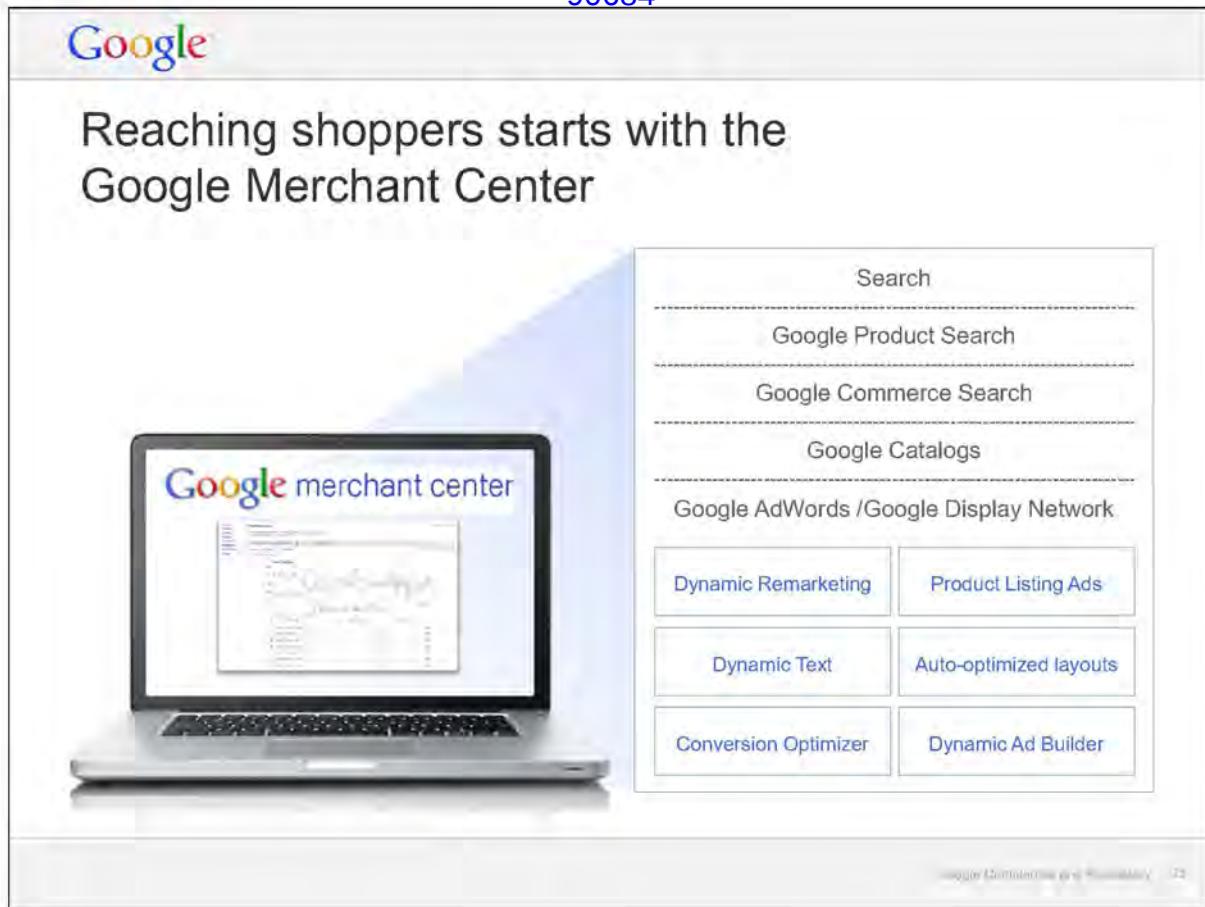 Google
Reaching shoppers starts with the
Google Merchant Center
Search
Google Product Search
Google Commerce Search
Google Catalogs
Google AdWords /Google Display Network
Google merchant center
Dynamic Remarketing
Product Listing Ads
Dynamic Text
Auto-optimized layouts
Conversion Optimizer
Dynamic Ad Builder